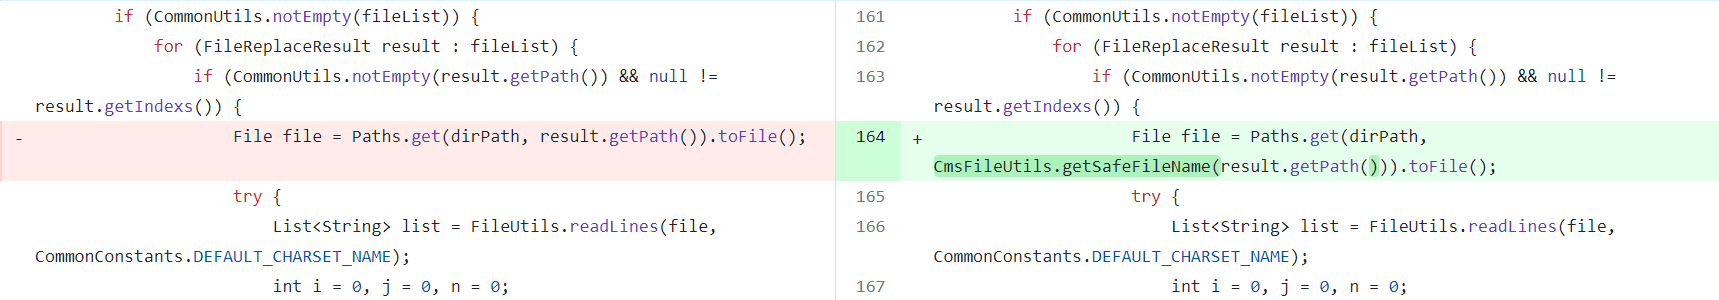 if (CommonUtils.notEmpty(fileList)) {
for (FileReplaceResult result : fileList) {
if (CommonUtils.notEmpty(result.getPath()) && null !=
result.getIndexs()) {
- File file = Paths.get(dirPath, result.getPath()).toFile();
try {
List<String> list = FileUtils.readLines(file,
CommonConstants.DEFAULT_CHARSET_NAME);
int i = 0, j = 0, n = 0;
161 if (CommonUtils.notEmpty(fileList)) {
162 for (FileReplaceResult result : fileList) {
163 if (CommonUtils.notEmpty(result.getPath()) && null !=
result.getIndexs()) {
164 + File file = Paths.get(dirPath,
CmsFileUtils.getSafeFileName(result.getPath())).toFile();
165 try {
166 List<String> list = FileUtils.readLines(file,
CommonConstants.DEFAULT_CHARSET_NAME);
167 int i = 0, j = 0, n = 0;